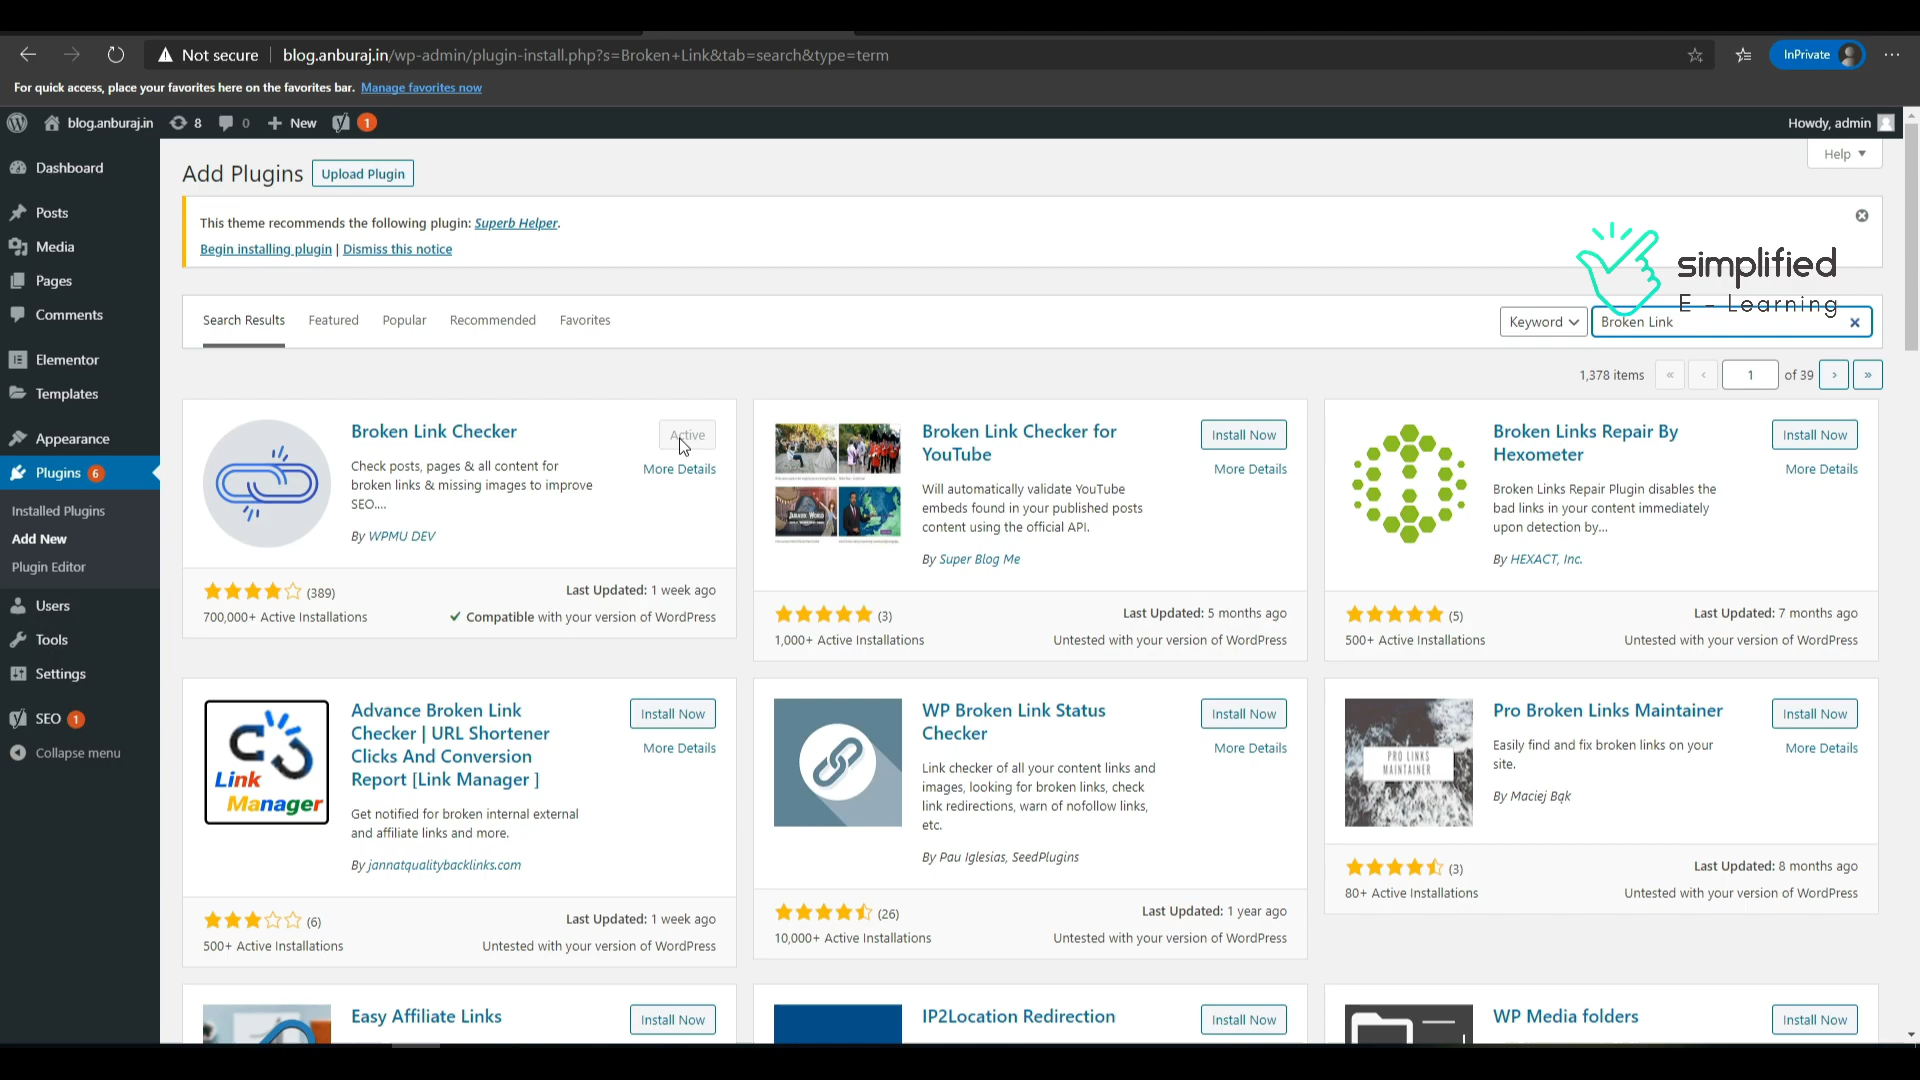 Not secure
blog.anburaj.in/wp-admin/plugin-install.php?s=Broken+Link&tab=search&type=term
InPrivate
For quick access, place your favorites here on the favorites bar. Manage favorites now
blog.anburaj.in
8
0
New
1
Howdy, admin
Dashboard
Posts
Media
Pages
Comments
Elementor
Templates
Appearance
Plugins 6
Installed Plugins
Add New
Plugin Editor
Users
Tools
Settings
SEO 1
Collapse menu
Help
Add Plugins
Upload Plugin
This theme recommends the following plugin: Superb Helper.
Begin installing plugin | Dismiss this notice
simplified
E - Learning
Search Results
Featured
Popular
Recommended
Favorites
Keyword
Broken Link
1,378 items
«
‹
1
of 39
›
»
Broken Link Checker
Active
More Details
Check posts, pages & all content for
broken links & missing images to improve
SEO....
By WPMU DEV
(389)
Last Updated: 1 week ago
700,000+ Active Installations
Compatible with your version of WordPress
Broken Link Checker for
YouTube
Install Now
More Details
Will automatically validate YouTube
embeds found in your published posts
content using the official API.
By Super Blog Me
(3)
Last Updated: 5 months ago
1,000+ Active Installations
Untested with your version of WordPress
Broken Links Repair By
Hexometer
Install Now
More Details
Broken Links Repair Plugin disables the
bad links in your content immediately
upon detection by...
By HEXACT, Inc.
(5)
Last Updated: 7 months ago
500+ Active Installations
Untested with your version of WordPress
Link
Manager
Advance Broken Link
Checker | URL Shortener
Clicks And Conversion
Report [Link Manager ]
Install Now
More Details
Get notified for broken internal external
and affiliate links and more.
By jannatqualitybacklinks.com
(6)
Last Updated: 1 week ago
500+ Active Installations
Untested with your version of WordPress
WP Broken Link Status
Checker
Install Now
More Details
Link checker of all your content links and
images, looking for broken links, check
link redirections, warn of nofollow links,
etc.
By Pau Iglesias, SeedPlugins
(26)
Last Updated: 1 year ago
10,000+ Active Installations
Untested with your version of WordPress
PRO LINKS
MAINTAINER
Pro Broken Links Maintainer
Install Now
More Details
Easily find and fix broken links on your
site.
By Maciej Bąk
(3)
Last Updated: 8 months ago
80+ Active Installations
Untested with your version of WordPress
Easy Affiliate Links
Install Now
IP2Location Redirection
Install Now
WP Media folders
Install Now